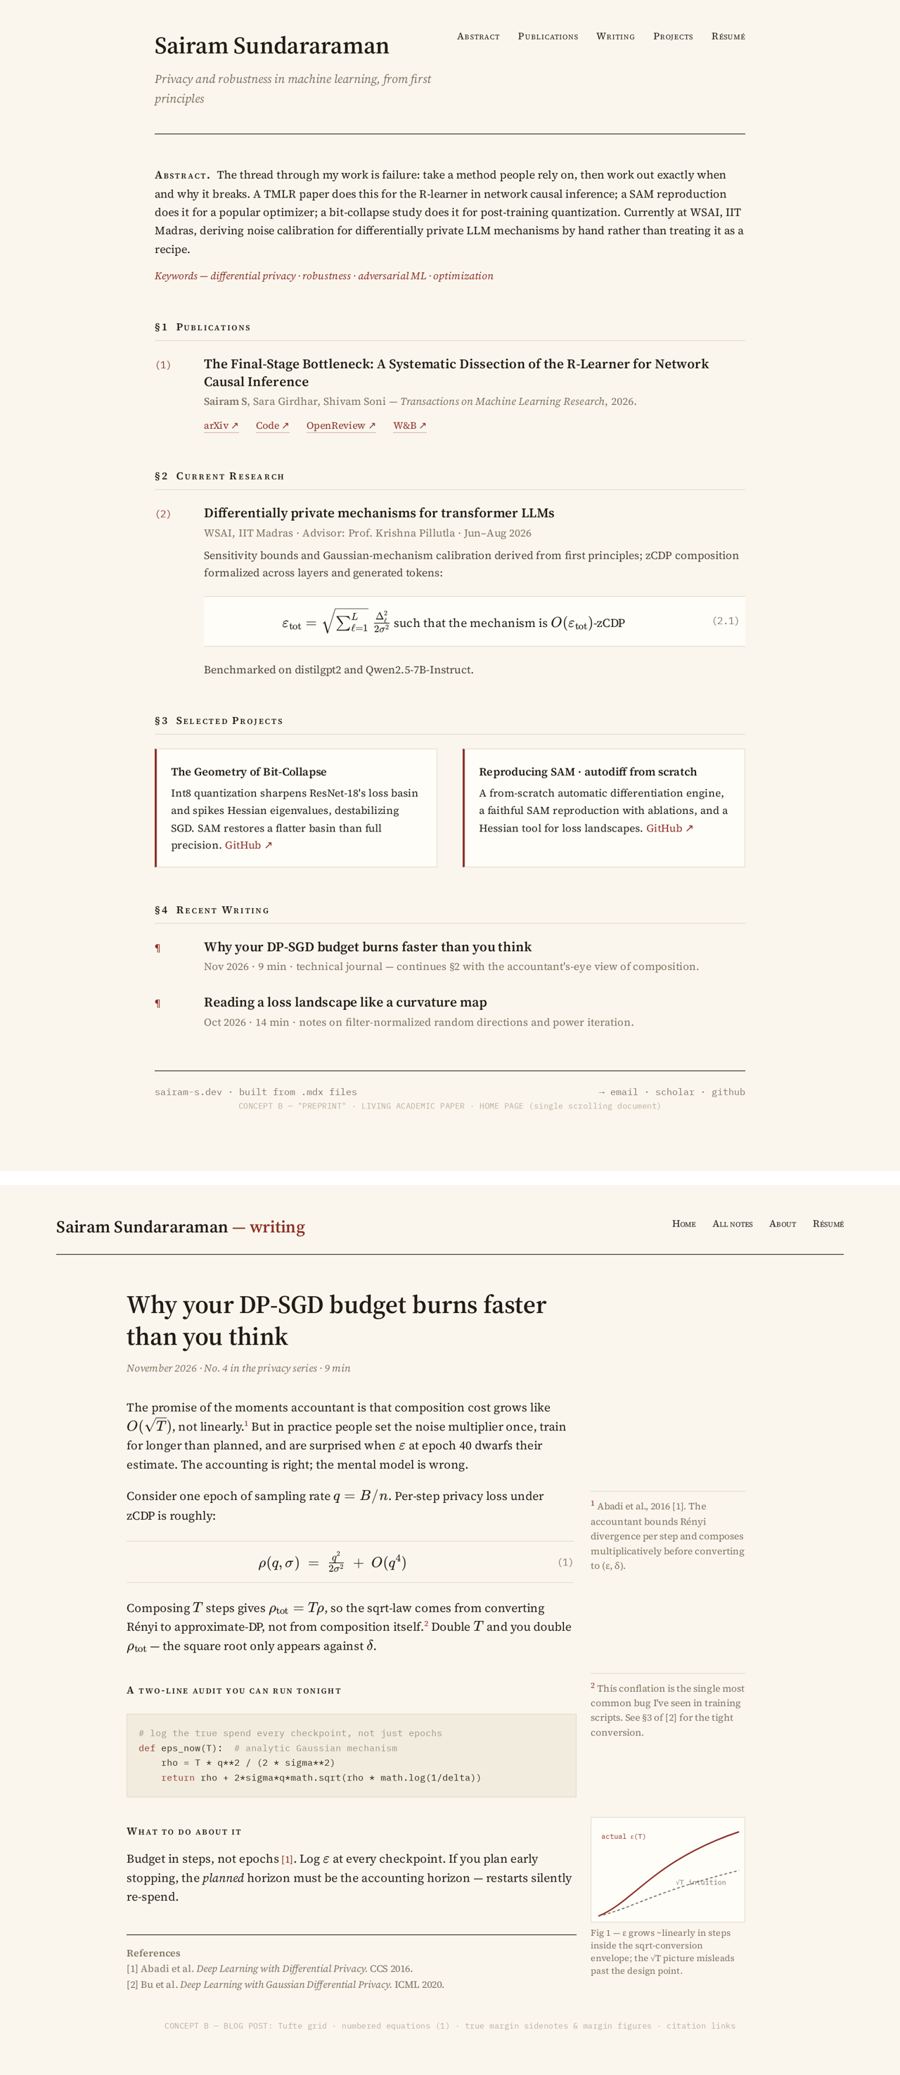 Sairam Sundararaman
Abstract Publications Writing Projects Résumé
Privacy and robustness in machine learning, from first
principles
Abstract. The thread through my work is failure: take a method people rely on, then work out exactly when
and why it breaks. A TMLR paper does this for the R-learner in network causal inference; a SAM reproduction
does it for a popular optimizer; a bit-collapse study does it for post-training quantization. Currently at WSAI, IIT
Madras, deriving noise calibration for differentially private LLM mechanisms by hand rather than treating it as a
recipe.
Keywords — differential privacy · robustness · adversarial ML · optimization
§1 Publications
(1) The Final-Stage Bottleneck: A Systematic Dissection of the R-Learner for Network
Causal Inference
Sairam S, Sara Girdhar, Shivam Soni — Transactions on Machine Learning Research, 2026.
arXiv ↗ Code ↗ OpenReview ↗ W&B ↗
§2 Current Research
(2) Differentially private mechanisms for transformer LLMs
WSAI, IIT Madras · Advisor: Prof. Krishna Pillutla · Jun–Aug 2026
Sensitivity bounds and Gaussian-mechanism calibration derived from first principles; zCDP composition
formalized across layers and generated tokens:
ε_tot = √(∑_{ℓ=1}^{L}) Δ_ℓ^2/2σ^2 such that the mechanism is O(ε_tot)-zCDP (2.1)
Benchmarked on distilgpt2 and Qwen2.5-7B-Instruct.
§3 Selected Projects
The Geometry of Bit-Collapse
Int8 quantization sharpens ResNet-18's loss basin
and spikes Hessian eigenvalues, destabilizing
SGD. SAM restores a flatter basin than full
precision. GitHub ↗
Reproducing SAM · autodiff from scratch
A from-scratch automatic differentiation engine,
a faithful SAM reproduction with ablations, and a
Hessian tool for loss landscapes. GitHub ↗
§4 Recent Writing
¶ Why your DP-SGD budget burns faster than you think
Nov 2026 · 9 min · technical journal — continues §2 with the accountant's-eye view of composition.
¶ Reading a loss landscape like a curvature map
Oct 2026 · 14 min · notes on filter-normalized random directions and power iteration.
sairam-s.dev · built from .mdx files → email · scholar · github
CONCEPT B — "PREPRINT" · LIVING ACADEMIC PAPER · HOME PAGE (single scrolling document)
Sairam Sundararaman — writing
Home All notes About Résumé
Why your DP-SGD budget burns faster
than you think
November 2026 · No. 4 in the privacy series · 9 min
The promise of the moments accountant is that composition cost grows like
O(√T), not linearly.¹ But in practice people set the noise multiplier once, train
for longer than planned, and are surprised when ε at epoch 40 dwarfs their
estimate. The accounting is right; the mental model is wrong.
Consider one epoch of sampling rate q = B/n. Per-step privacy loss under
zCDP is roughly:
ρ(q, σ) = q^2/2σ^2 + O(q^4) (1)
Composing T steps gives ρ_tot = Tρ, so the sqrt-law comes from converting
Rényi to approximate-DP, not from composition itself.² Double T and you double
ρ_tot — the square root only appears against δ.
¹ Abadi et al., 2016 [1]. The
accountant bounds Rényi
divergence per step and composes
multiplicatively before converting
to (ε, δ).
A two-line audit you can run tonight
# log the true spend every checkpoint, not just epochs
def eps_now(T): # analytic Gaussian mechanism
rho = T * q**2 / (2 * sigma**2)
return rho + 2*sigma*q*math.sqrt(rho * math.log(1/delta))
² This conflation is the single most
common bug I've seen in training
scripts. See §3 of [2] for the tight
conversion.
What to do about it
Budget in steps, not epochs [1]. Log ε at every checkpoint. If you plan early
stopping, the planned horizon must be the accounting horizon — restarts silently
re-spend.
actual ε(T)
√T intuition
Fig 1 — ε grows ~linearly in steps
inside the sqrt-conversion
envelope; the √T picture misleads
past the design point.
References
[1] Abadi et al. Deep Learning with Differential Privacy. CCS 2016.
[2] Bu et al. Deep Learning with Gaussian Differential Privacy. ICML 2020.
CONCEPT B — BLOG POST: Tufte grid · numbered equations (1) · true margin sidenotes & margin figures · citation links